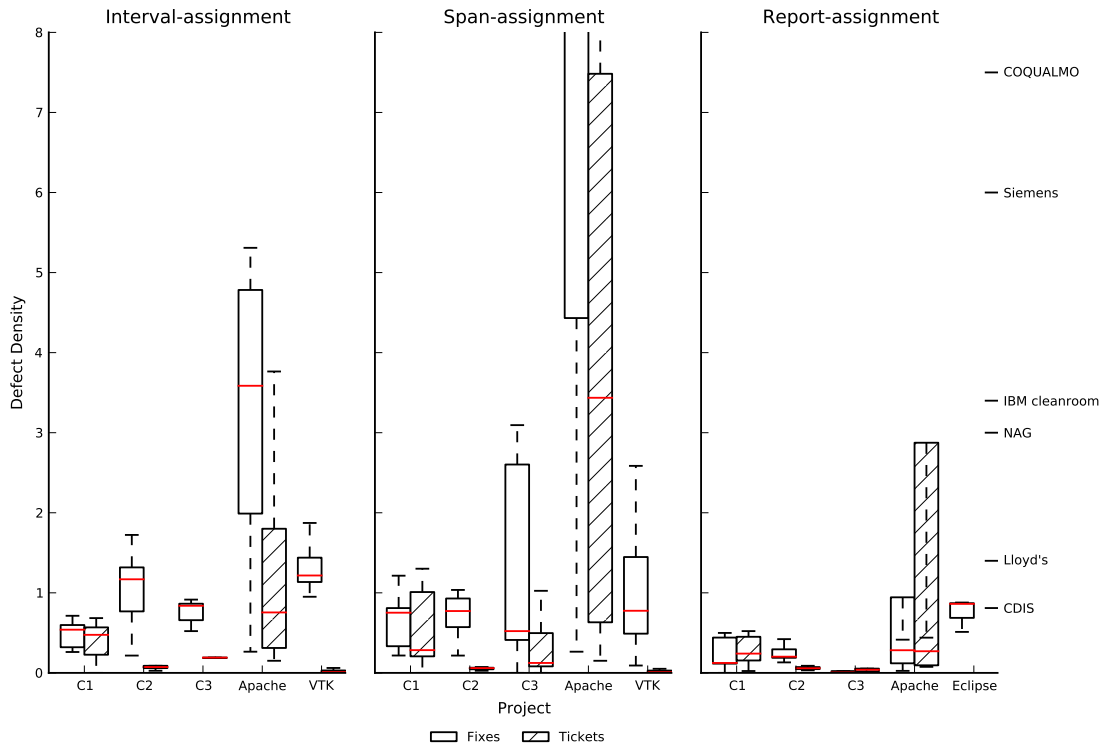 Interval-assignment Span-assignment Report-assignment
8
COQUALMO
7
6
Siemens
5
4
IBM cleanroom
3
NAG
2
Lloyd's
1
CDIS
0
Defect Density
C1 C2 C3 Apache VTK C1 C2 C3 Apache VTK C1 C2 C3 Apache Eclipse
Project
Fixes Tickets